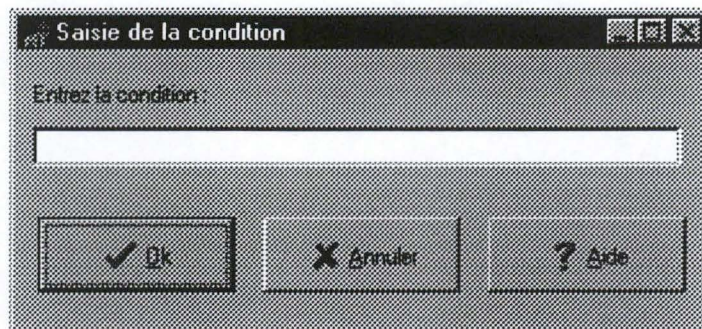 Saisie de la condition
Entrez la condition :
Ok Annuler ? Aide